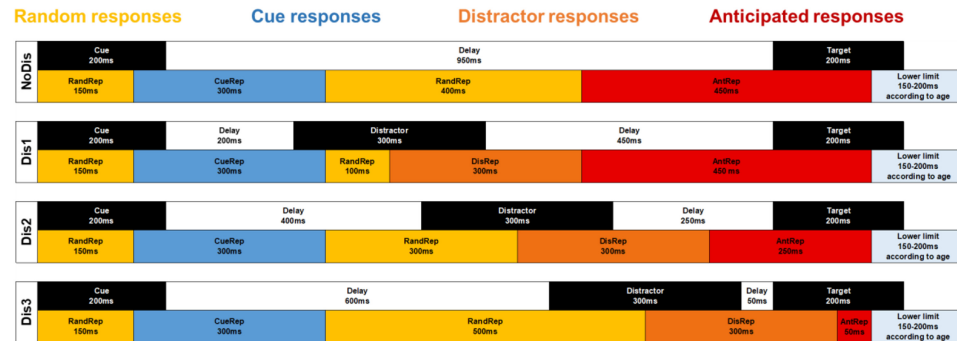 Random responses Cue responses Distractor responses Anticipated responses
NoDis
Cue Delay Target
200ms 950ms 200ms
RandRep CueRep RandRep AntRep Lower limit
150ms 300ms 400ms 450ms 150-200ms
according to age
Dis1
Cue Delay Distractor Delay Target
200ms 200ms 300ms 450ms 200ms
RandRep CueRep RandRep DisRep AntRep Lower limit
150ms 300ms 100ms 300ms 450 ms 150-200ms
according to age
Dis2
Cue Delay Distractor Delay Target
200ms 400ms 300ms 250ms 200ms
RandRep CueRep RandRep DisRep AntRep Lower limit
150ms 300ms 300ms 300ms 250ms 150-200ms
according to age
Dis3
Cue Delay Distractor Delay Target
200ms 600ms 300ms 50ms 200ms
RandRep CueRep RandRep DisRep AntRep Lower limit
150ms 300ms 500ms 300ms 50ms 150-200ms
according to age